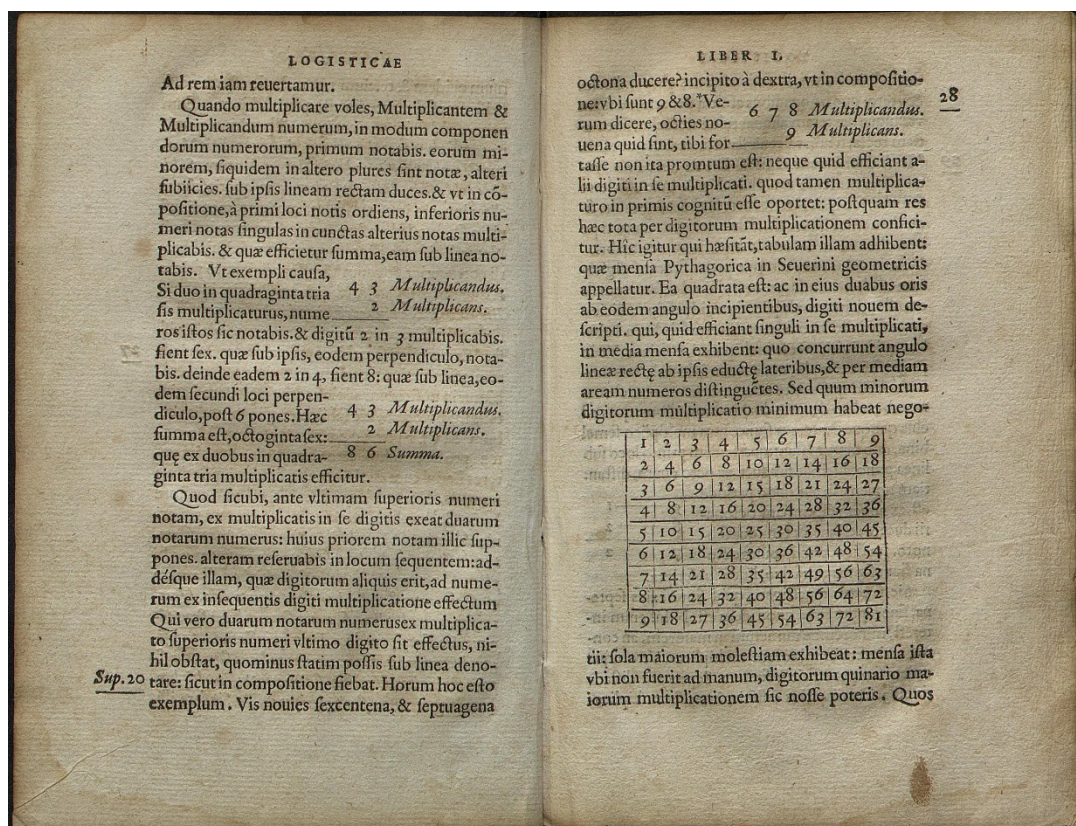 LOGISTICAE
Ad rem iam reuertamur.
Quando multiplicare voles, Multiplicantem &
Multiplicandum numerum, in modum componen
dorum numerorum, primum notabis. eorum mi-
norem, siquidem in altero plures sint notæ, alteri
subiicies. sub ipsis lineam rectam duces. & vt in cō-
positione, à primi loci notis ordiens, inferioris nu-
meri notas singulas in cunctas alterius notas multi-
plicabis. & quæ efficietur summa, eam sub linea no-
tabis. Vt exempli causa,
Si duo in quadraginta tria 4 3 Multiplicandus.
sis multiplicaturus, nume 2 Multiplicans.
ros istos sic notabis. & digitū 2 in 3 multiplicabis.
fient sex. quæ sub ipsis, eodem perpendiculo, nota-
bis. deinde eadem 2 in 4, fient 8: quæ sub linea, eo-
dem secundi loci perpen-
diculo, post 6 pones. Hæc 4 3 Multiplicandus.
summa est, octoginta sex: 2 Multiplicans.
quę ex duobus in quadra- 8 6 Summa.
ginta tria multiplicatis efficitur.
Quod sicubi, ante vltimam superioris numeri
notam, ex multiplicatis in se digitis exeat duarum
notarum numerus: huius priorem notam illic sup-
pones. alteram reseruabis in locum sequentem: ad-
désque illam, quæ digitorum aliquis erit, ad nume-
rum ex insequentis digiti multiplicatione effectum
Qui vero duarum notarum numerus ex multiplica-
to superioris numeri vltimo digito sit effectus, ni-
hil obstat, quominus statim possis sub linea deno-
Sup. 20 tare: sicut in compositione fiebat. Horum hoc esto
exemplum. Vis nouies sexcentena, & septuagena
LIBER I.
28
octona ducere? incipito à dextra, vt in compositio-
ne: vbi sunt 9 & 8. Ve- 6 7 8 Multiplicandus.
rum dicere, octies no- 9 Multiplicans.
uena quid sint, tibi for
tasse non ita promtum est: neque quid efficiant a-
lii digiti in se multiplicati. quod tamen multiplica-
turo in primis cognitū esse oportet: postquam res
hæc tota per digitorum multiplicationem confici-
tur. Hîc igitur qui hæsitāt, tabulam illam adhibent:
quæ mensa Pythagorica in Seuerini geometricis
appellatur. Ea quadrata est: ac in eius duabus oris
ab eodem angulo incipientibus, digiti nouem de-
scripti. qui, quid efficiant singuli in se multiplicati,
in media mensa exhibent: quo concurrunt angulo
lineæ rectę ab ipsis eductę lateribus, & per mediam
aream numeros distinguētes. Sed quum minorum
digitorum multiplicatio minimum habeat nego-
1 2 3 4 5 6 7 8 9
2 4 6 8 10 12 14 16 18
3 6 9 12 15 18 21 24 27
4 8 12 16 20 24 28 32 36
5 10 15 20 25 30 35 40 45
6 12 18 24 30 36 42 48 54
7 14 21 28 35 42 49 56 63
8 16 24 32 40 48 56 64 72
9 18 27 36 45 54 63 72 81
tii: sola maiorum molestiam exhibeat: mensa ista
vbi non fuerit ad manum, digitorum quinario ma-
iorum multiplicationem sic nosse poteris. Quos